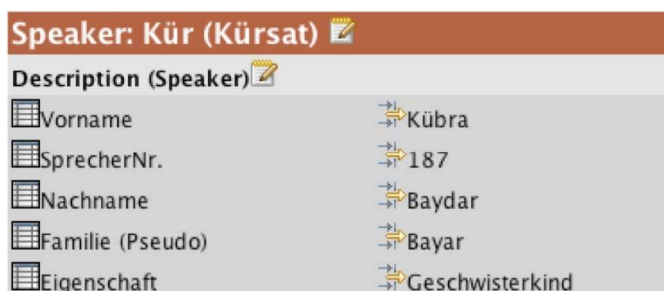 Speaker: Kür (Kürsat)
Description (Speaker)
Vorname Kübra
SprecherNr. 187
Nachname Baydar
Familie (Pseudo) Bayar
Eigenschaft Geschwisterkind